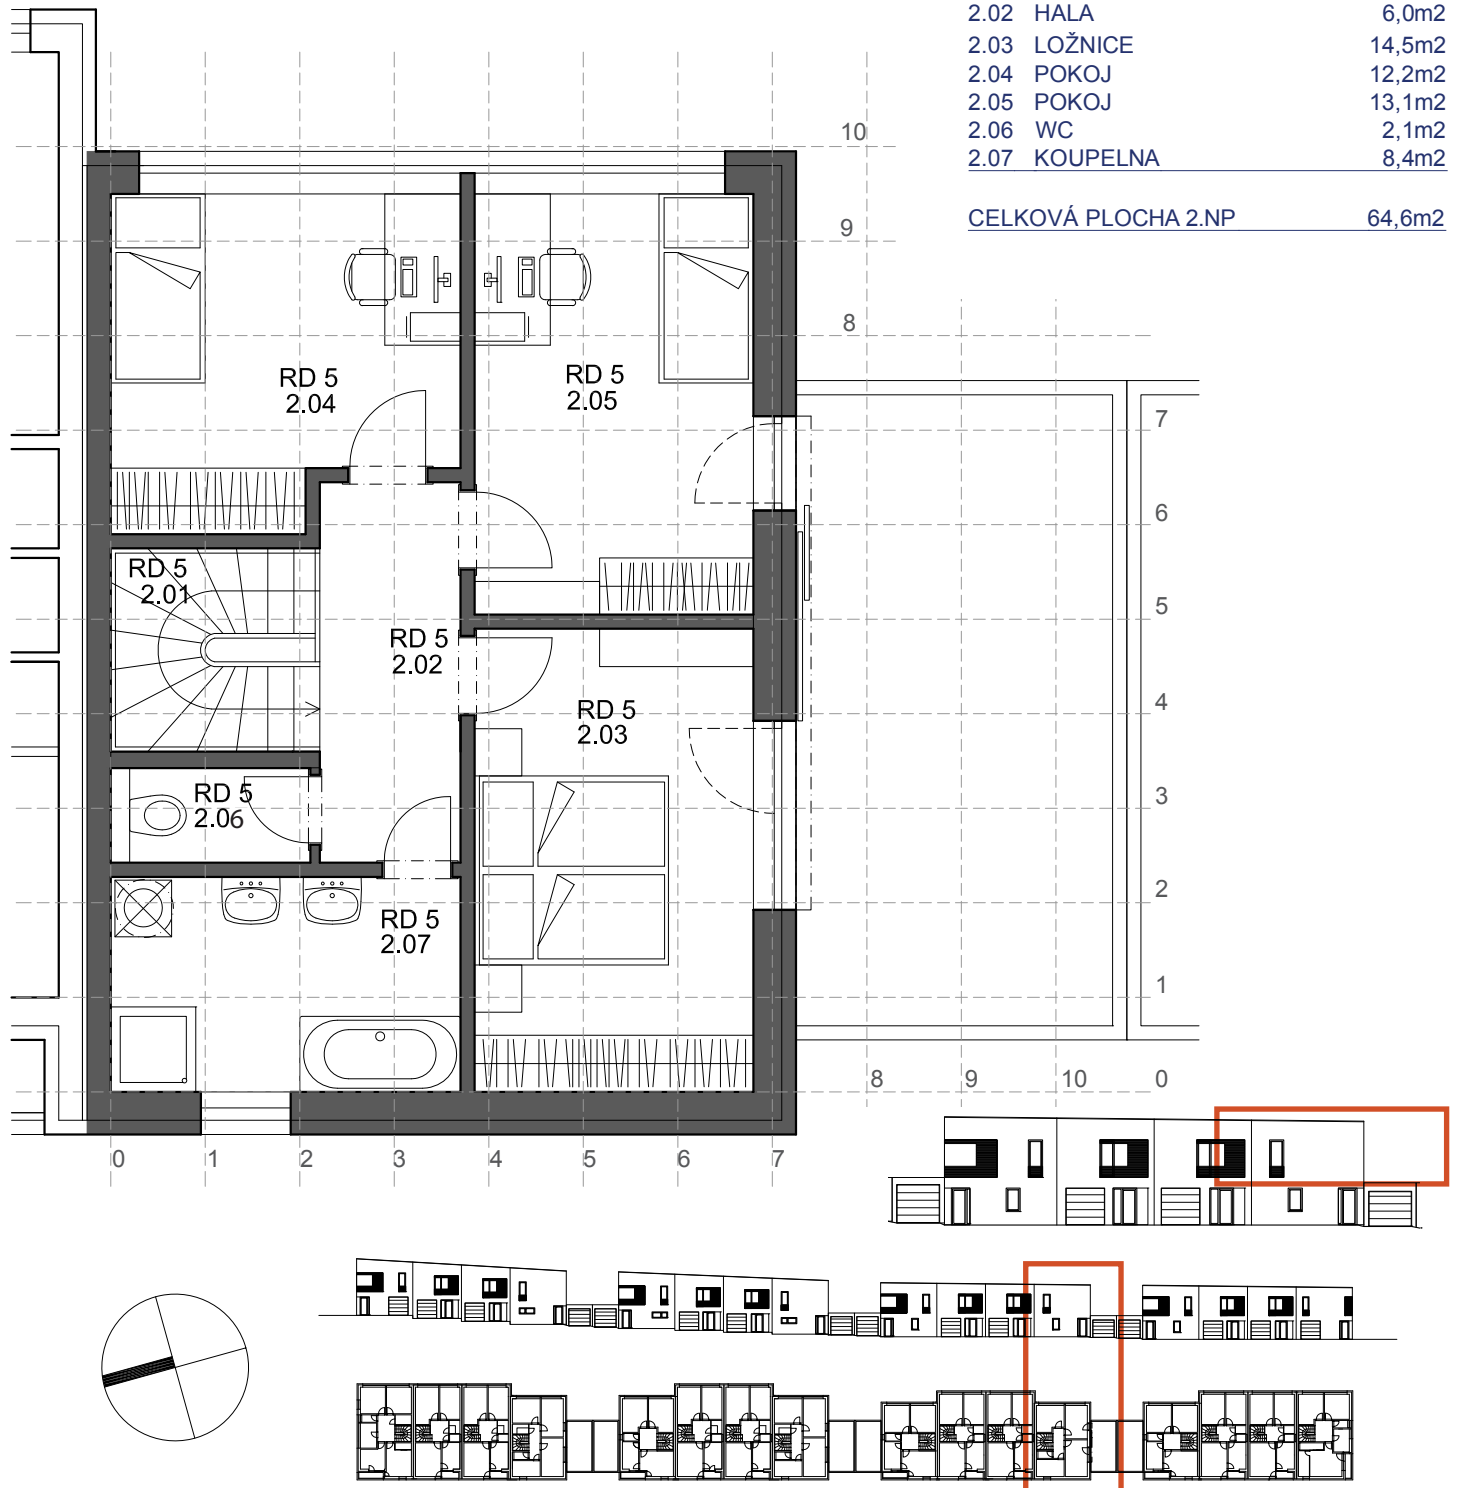 2.02 HALA 6,0m2
2.03 LOŽNICE 14,5m2
2.04 POKOJ 12,2m2
2.05 POKOJ 13,1m2
2.06 WC 2,1m2
2.07 KOUPELNA 8,4m2
CELKOVÁ PLOCHA 2.NP 64,6m2
10
9
8
RD 5
2.04
RD 5
2.05
7
6
RD 5
2.01
5
RD 5
2.02
4
RD 5
2.03
3
RD 5
2.06
2
RD 5
2.07
1
8 9 10 0
0 1 2 3 4 5 6 7